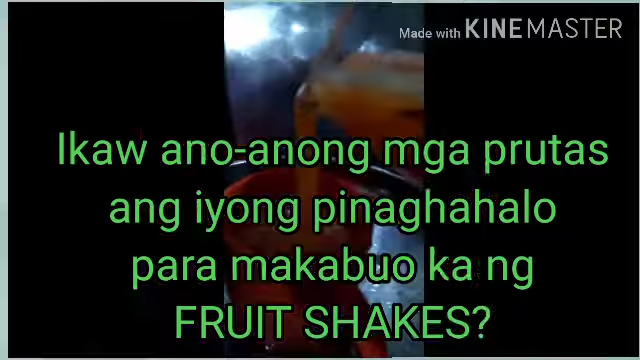 Made with KINEMASTER
Ikaw ano-anong mga prutas
ang iyong pinaghahalo
para makabuo ka ng
FRUIT SHAKES?